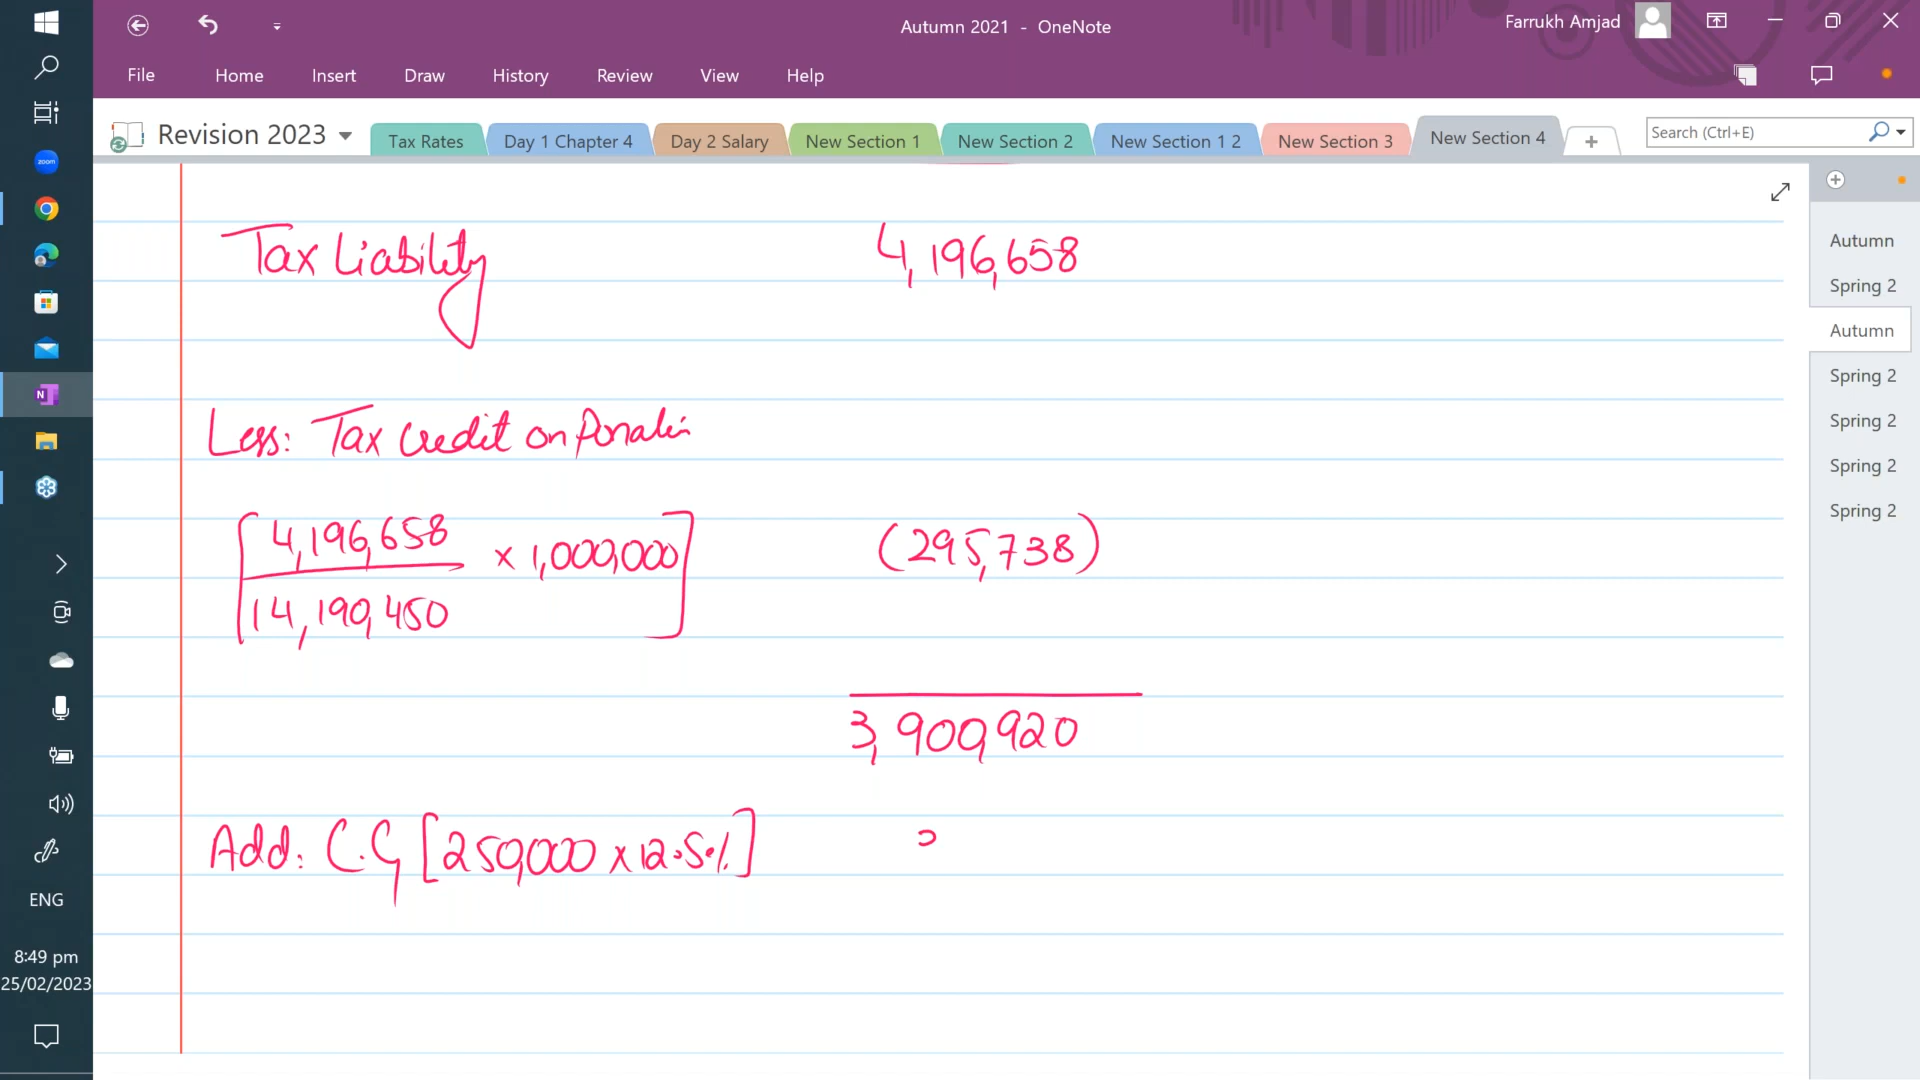 Autumn 2021 - OneNote
Farrukh Amjad
File Home Insert Draw History Review View Help
Revision 2023
Tax Rates
Day 1 Chapter 4
Day 2 Salary
New Section 1
New Section 2
New Section 1 2
New Section 3
New Section 4
Search (Ctrl+E)
zoom
N
Autumn
Spring 2
Autumn
Spring 2
Spring 2
Spring 2
Spring 2
Tax Liability 4,196,658
Less: Tax Credit on
[4,196,658 x 1,000,000] (295,738)
14,190,450
3,900,920
Add: C.G [250,000 x 12.5%] 3
ENG
8:49 pm
25/02/2023